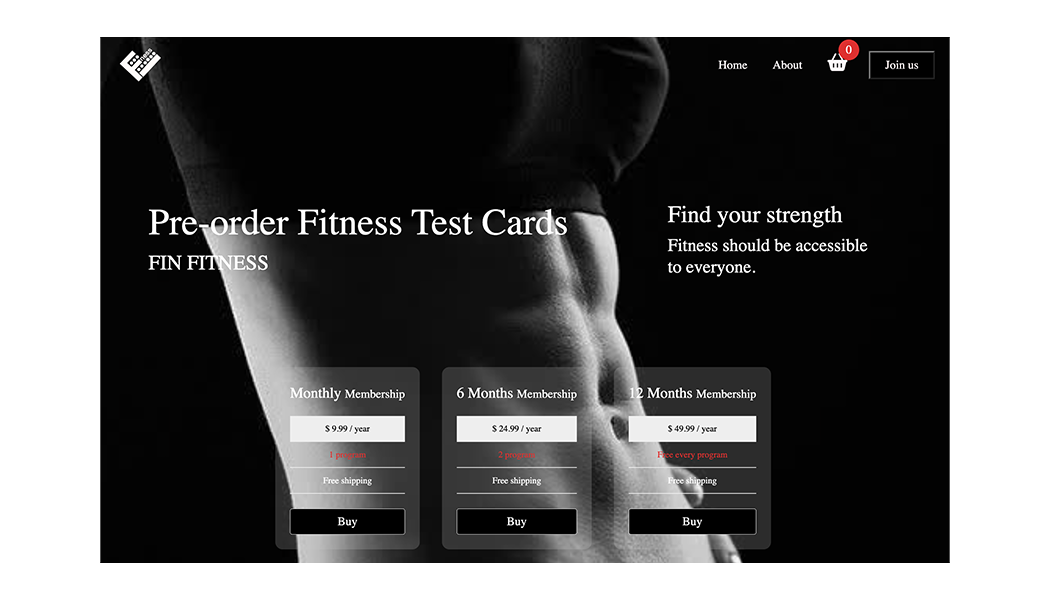 Home
About
0
Join us
Pre-order Fitness Test Cards
FIN FITNESS
Find your strength
Fitness should be accessible
to everyone.
Monthly Membership
$ 9.99 / year
1 program
Free shipping
Buy
6 Months Membership
$ 24.99 / year
2 program
Free shipping
Buy
12 Months Membership
$ 49.99 / year
Free every program
Free shipping
Buy